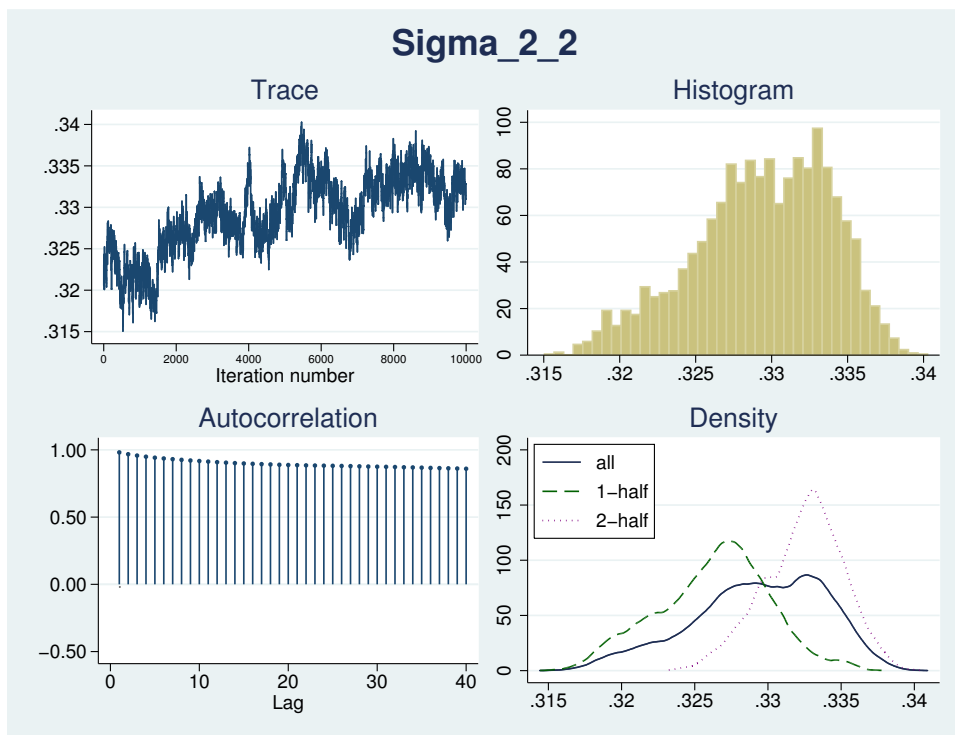 Sigma_2_2
Trace
.34
.335
.33
.325
.32
.315
0 2000 4000 6000 8000 10000
Iteration number
Histogram
100
80
60
40
20
0
.315 .32 .325 .33 .335 .34
Autocorrelation
1.00
0.50
0.00
−0.50
0 10 20 30 40
Lag
Density
200
150
100
50
0
all
1−half
2−half
.315 .32 .325 .33 .335 .34